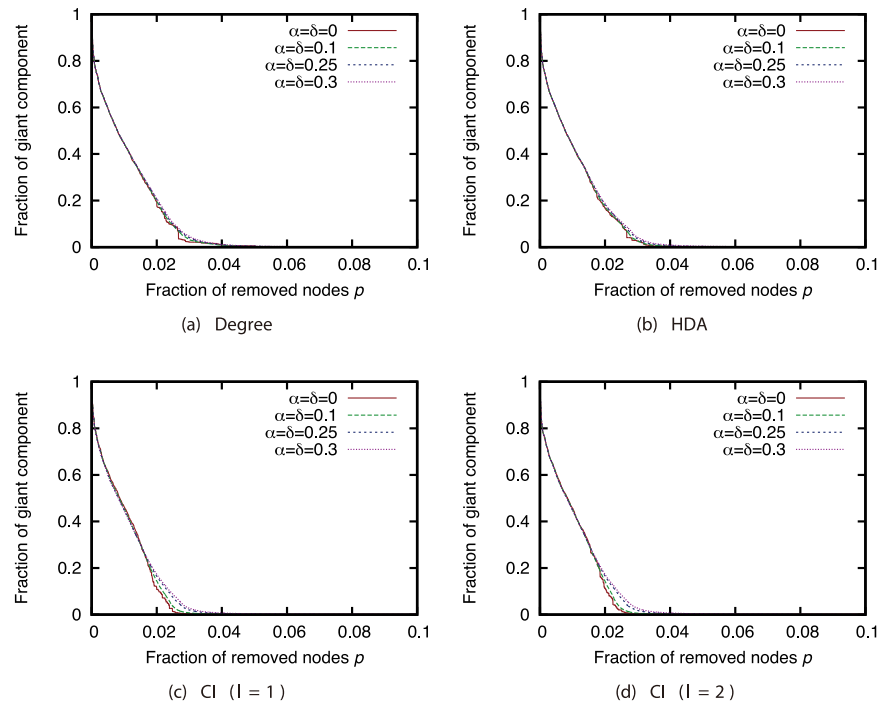 Fraction of giant component
1
0.8
0.6
0.4
0.2
0
α=δ=0
α=δ=0.1
α=δ=0.25
α=δ=0.3
0 0.02 0.04 0.06 0.08 0.1
Fraction of removed nodes p
(a) Degree
Fraction of giant component
1
0.8
0.6
0.4
0.2
0
α=δ=0
α=δ=0.1
α=δ=0.25
α=δ=0.3
0 0.02 0.04 0.06 0.08 0.1
Fraction of removed nodes p
(b) HDA
Fraction of giant component
1
0.8
0.6
0.4
0.2
0
α=δ=0
α=δ=0.1
α=δ=0.25
α=δ=0.3
0 0.02 0.04 0.06 0.08 0.1
Fraction of removed nodes p
(c) CI ( l = 1 )
Fraction of giant component
1
0.8
0.6
0.4
0.2
0
α=δ=0
α=δ=0.1
α=δ=0.25
α=δ=0.3
0 0.02 0.04 0.06 0.08 0.1
Fraction of removed nodes p
(d) CI ( l = 2 )